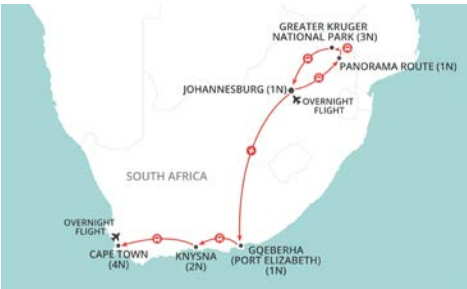 GREATER KRUGER
NATIONAL PARK (3N)
PANORAMA ROUTE (1N)
JOHANNESBURG (1N)
OVERNIGHT
FLIGHT
SOUTH AFRICA
OVERNIGHT
FLIGHT
CAPE TOWN
(4N)
KNYSNA
(2N)
GQEBERHA
(PORT ELIZABETH)
(1N)